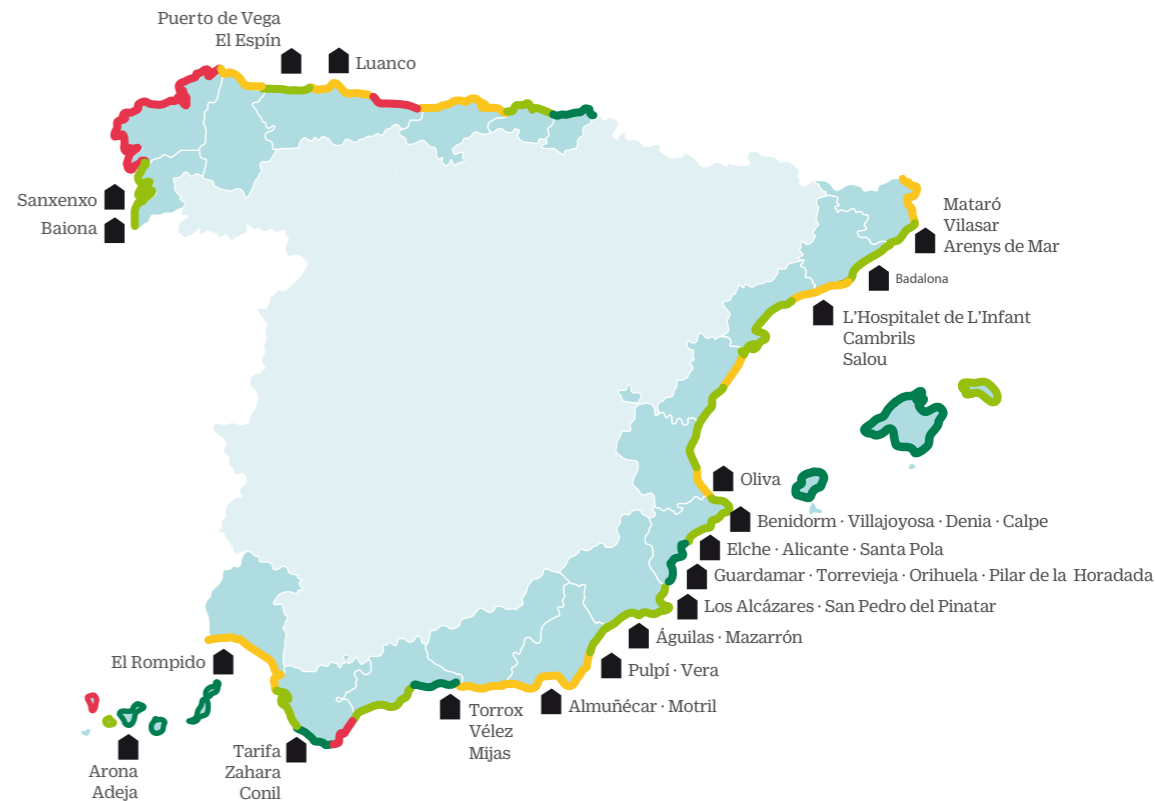 Puerto de Vega
El Espín
Luanco
Sanxenxo
Baiona
Mataró
Vilasar
Arenys de Mar
Badalona
L'Hospitalet de L'Infant
Cambrils
Salou
Oliva
Benidorm · Villajoyosa · Denia · Calpe
Elche · Alicante · Santa Pola
Guardamar · Torrevieja · Orihuela · Pilar de la Horadada
Los Alcázares · San Pedro del Pinatar
Águilas · Mazarrón
El Rompido
Pulpí · Vera
Almuñécar · Motril
Torrox
Vélez
Mijas
Tarifa
Zahara
Conil
Arona
Adeja